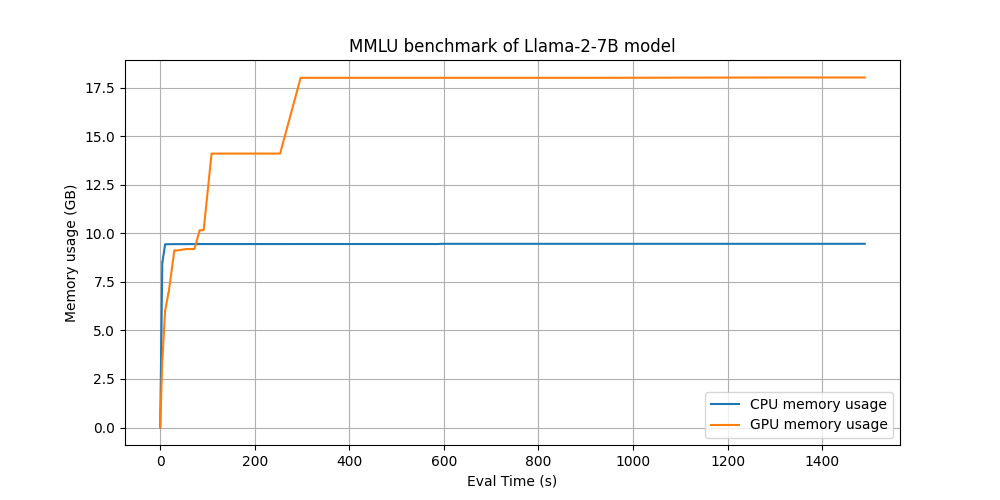 MMLU benchmark of Llama-2-7B model
Memory usage (GB)
17.5
15.0
12.5
10.0
7.5
5.0
2.5
0.0
0 200 400 600 800 1000 1200 1400
Eval Time (s)
CPU memory usage
GPU memory usage